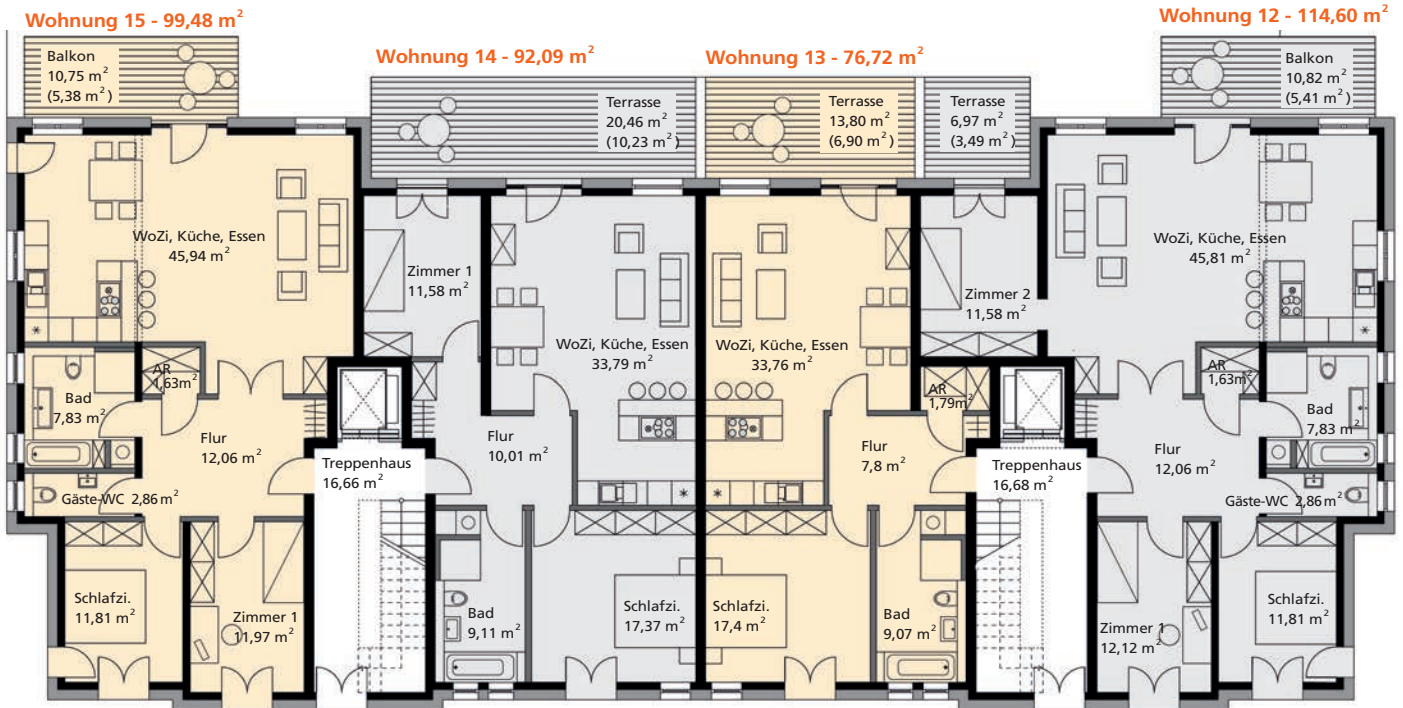 Wohnung 15 - 99,48 m²
Balkon
10,75 m²
(5,38 m²)
WoZi, Küche, Essen
45,94 m²
AR
1,63m²
Bad
7,83 m²
Flur
12,06 m²
Gäste-WC 2,86 m²
Schlafzi.
11,81 m²
Zimmer 1
11,97 m²
Treppenhaus
16,66 m²
Wohnung 14 - 92,09 m²
Terrasse
20,46 m²
(10,23 m²)
Zimmer 1
11,58 m²
WoZi, Küche, Essen
33,79 m²
Flur
10,01 m²
Bad
9,11 m²
Schlafzi.
17,37 m²
Wohnung 13 - 76,72 m²
Terrasse
13,80 m²
(6,90 m²)
WoZi, Küche, Essen
33,76 m²
AR
1,79m²
Flur
7,8 m²
Schlafzi.
17,4 m²
Bad
9,07 m²
Treppenhaus
16,68 m²
Wohnung 12 - 114,60 m²
Terrasse
6,97 m²
(3,49 m²)
Balkon
10,82 m²
(5,41 m²)
Zimmer 2
11,58 m²
WoZi, Küche, Essen
45,81 m²
AR
1,63m²
Bad
7,83 m²
Flur
12,06 m²
Gäste-WC 2,86 m²
Zimmer 1
12,12 m²
Schlafzi.
11,81 m²